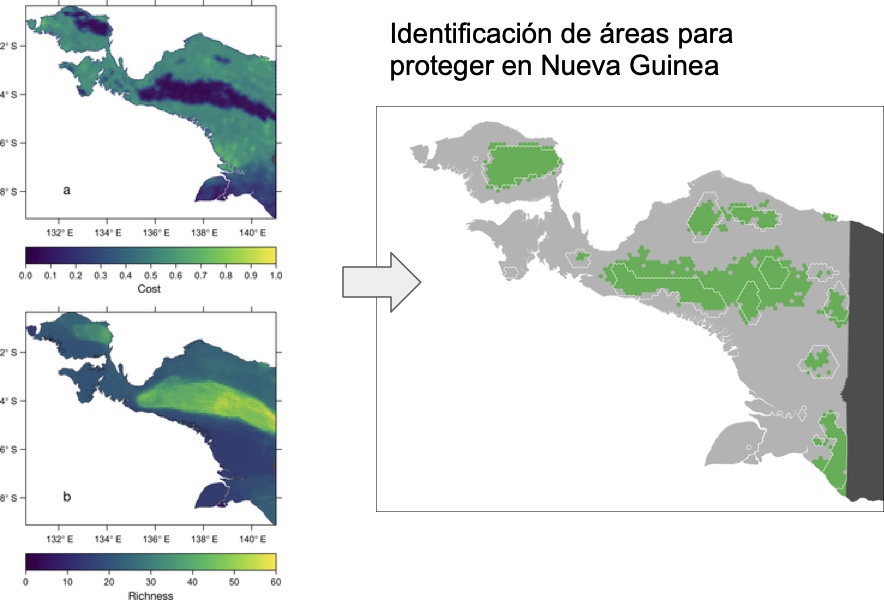 Identificación de áreas para
proteger en Nueva Guinea
2° S
4° S
6° S
8° S
a
132° E 134° E 136° E 138° E 140° E
0.0 0.1 0.2 0.3 0.4 0.5 0.6 0.7 0.8 0.9 1.0
Cost
2° S
4° S
6° S
8° S
b
132° E 134° E 136° E 138° E 140° E
0 10 20 30 40 50 60
Richness